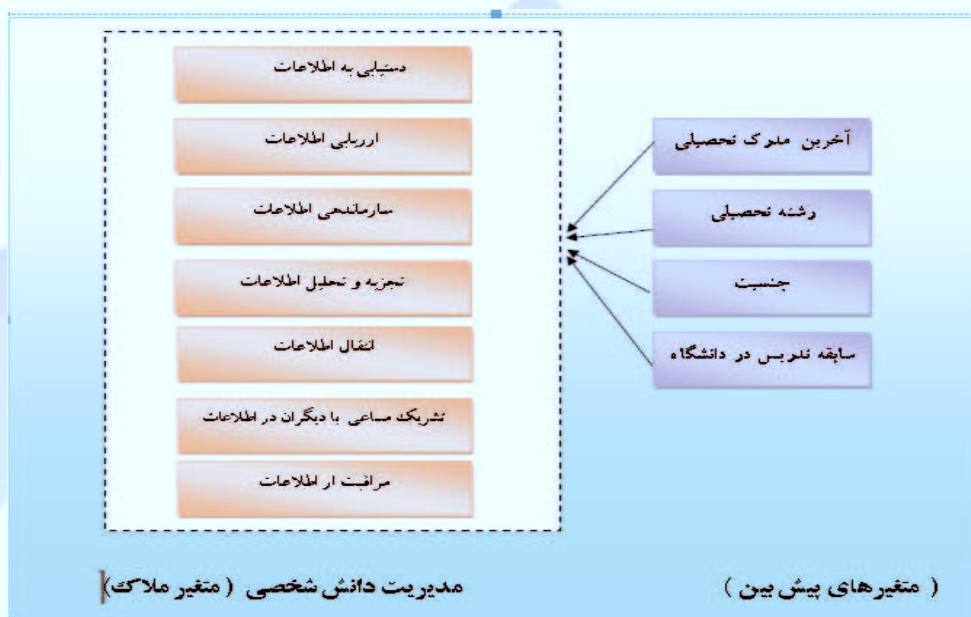 دستیابی به اطلاعات
ارزیابی اطلاعات
سازماندهی اطلاعات
تجزیه و تحلیل اطلاعات
انتقال اطلاعات
تشریک مساعی با دیگران در اطلاعات
مراقبت از اطلاعات
آخرین مدرک تحصیلی
رشته تحصیلی
جنسیت
سابقه تدریس در دانشگاه
( متغیرهای پیش بین )
مدیریت دانش شخصی ( متغیر ملاک)